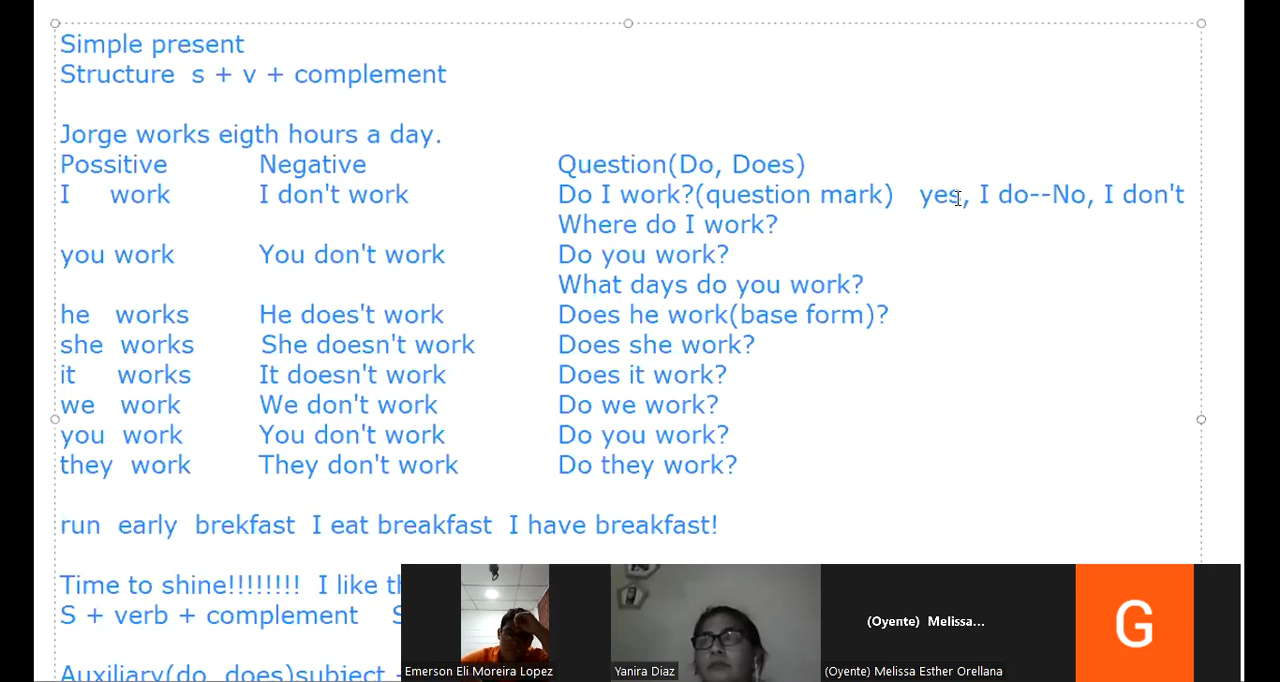 Simple present
Structure s + v + complement
Jorge works eigth hours a day.
Possitive Negative Question(Do, Does)
I work I don't work Do I work?(question mark) yes, I do--No, I don't
Where do I work?
you work You don't work Do you work?
What days do you work?
he works He does't work Does he work(base form)?
she works She doesn't work Does she work?
it works It doesn't work Does it work?
we work We don't work Do we work?
you work You don't work Do you work?
they work They don't work Do they work?
run early brekfast I eat breakfast I have breakfast!
Time to shine!!!!!!!! I like
S + verb + complement S
Auxiliary(do, does)subject
(Oyente) Melissa...
G
Emerson Eli Moreira Lopez Yanira Diaz (Oyente) Melissa Esther Orellana